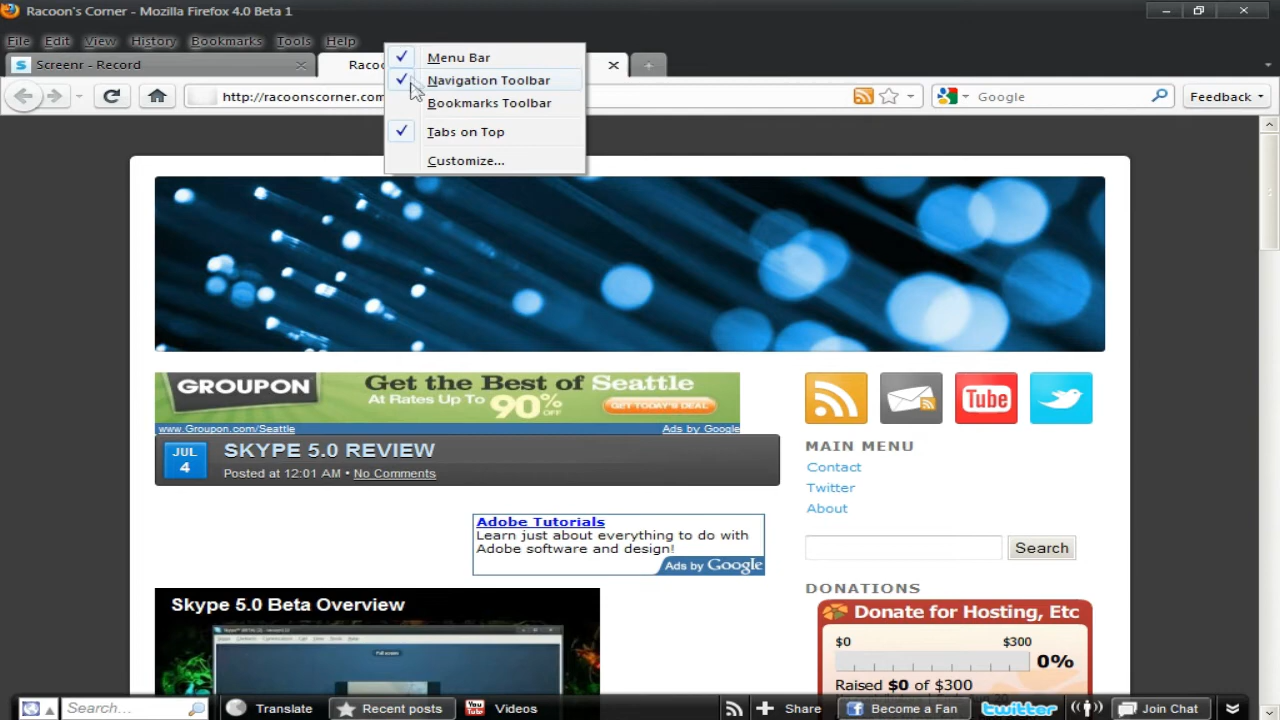 Racoon's Corner - Mozilla Firefox 4.0 Beta 1
File Edit View History Bookmarks Tools Help
Screenr - Record
Racoo
Menu Bar
Navigation Toolbar
Bookmarks Toolbar
Tabs on Top
Customize...
http://racoonscorner.com
Google
Feedback
GROUPON
Get the Best of Seattle
At Rates Up To 90% OFF
GET TODAY'S DEAL
www.Groupon.com/Seattle
Ads by Google
JUL
4
SKYPE 5.0 REVIEW
Posted at 12:01 AM • No Comments
Adobe Tutorials
Learn just about everything to do with
Adobe software and design!
Ads by Google
Skype 5.0 Beta Overview
Tube
MAIN MENU
Contact
Twitter
About
Search
DONATIONS
Donate for Hosting, Etc
$0
$300
0%
Raised $0 of $300
Search...
Translate
Recent posts
You Tube
Videos
Share
Become a Fan
twitter
Join Chat